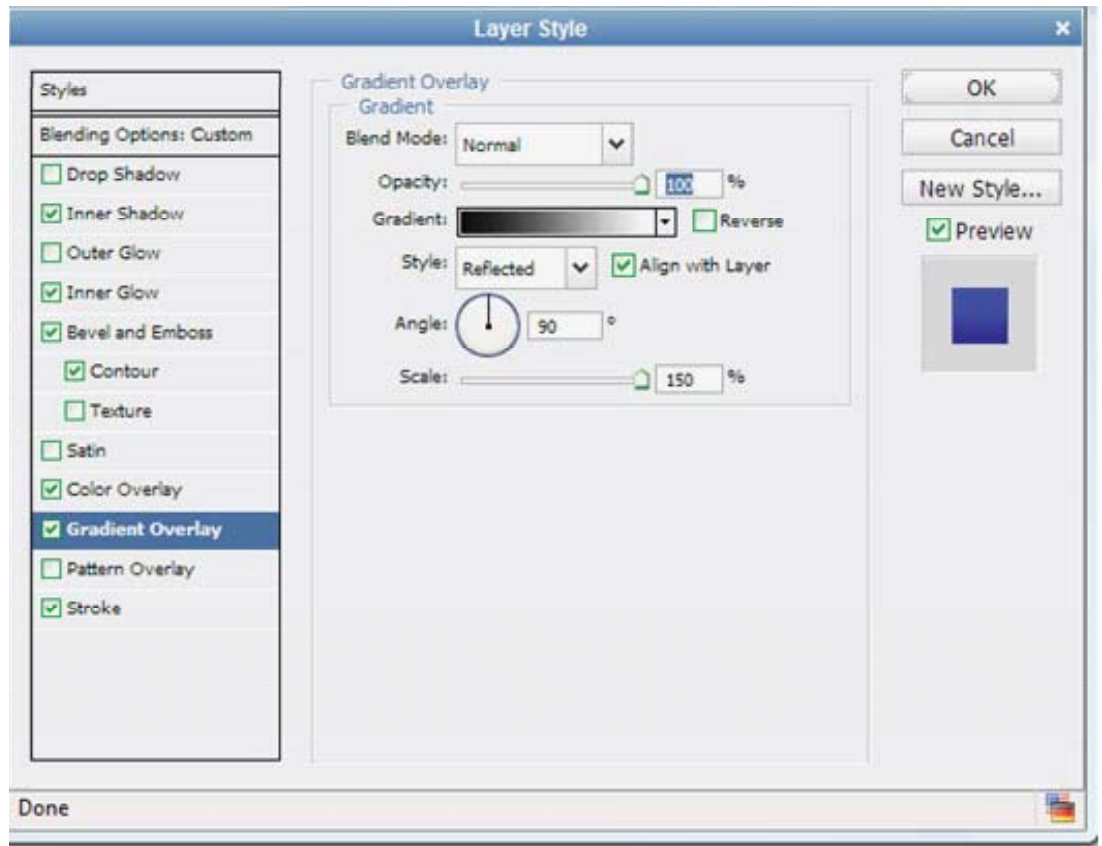 Layer Style
Styles
Blending Options: Custom
Drop Shadow
Inner Shadow
Outer Glow
Inner Glow
Bevel and Emboss
Contour
Texture
Satin
Color Overlay
Gradient Overlay
Pattern Overlay
Stroke
Gradient Overlay
Gradient
Blend Mode: Normal
Opacity: 100 %
Gradient: Reverse
Style: Reflected Align with Layer
Angle: 90 °
Scale: 150 %
OK
Cancel
New Style...
Preview
Done